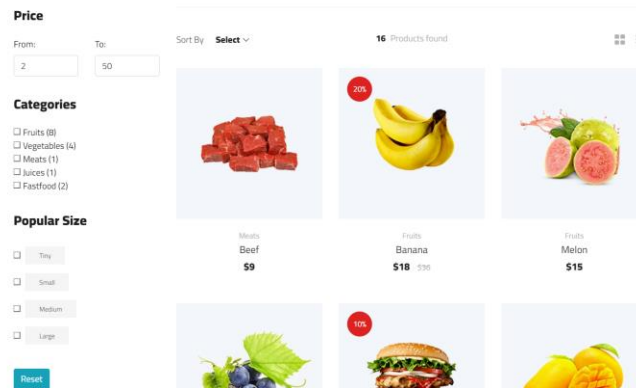 Price
From: To:
2 50
Categories
Fruits (8)
Vegetables (4)
Meats (1)
Juices (1)
Fastfood (2)
Popular Size
Tiny
Small
Medium
Large
Reset
Sort By Select
16 Products found
20%
Meats Fruits Fruits
Beef Banana Melon
$9 $18 $36 $15
10%